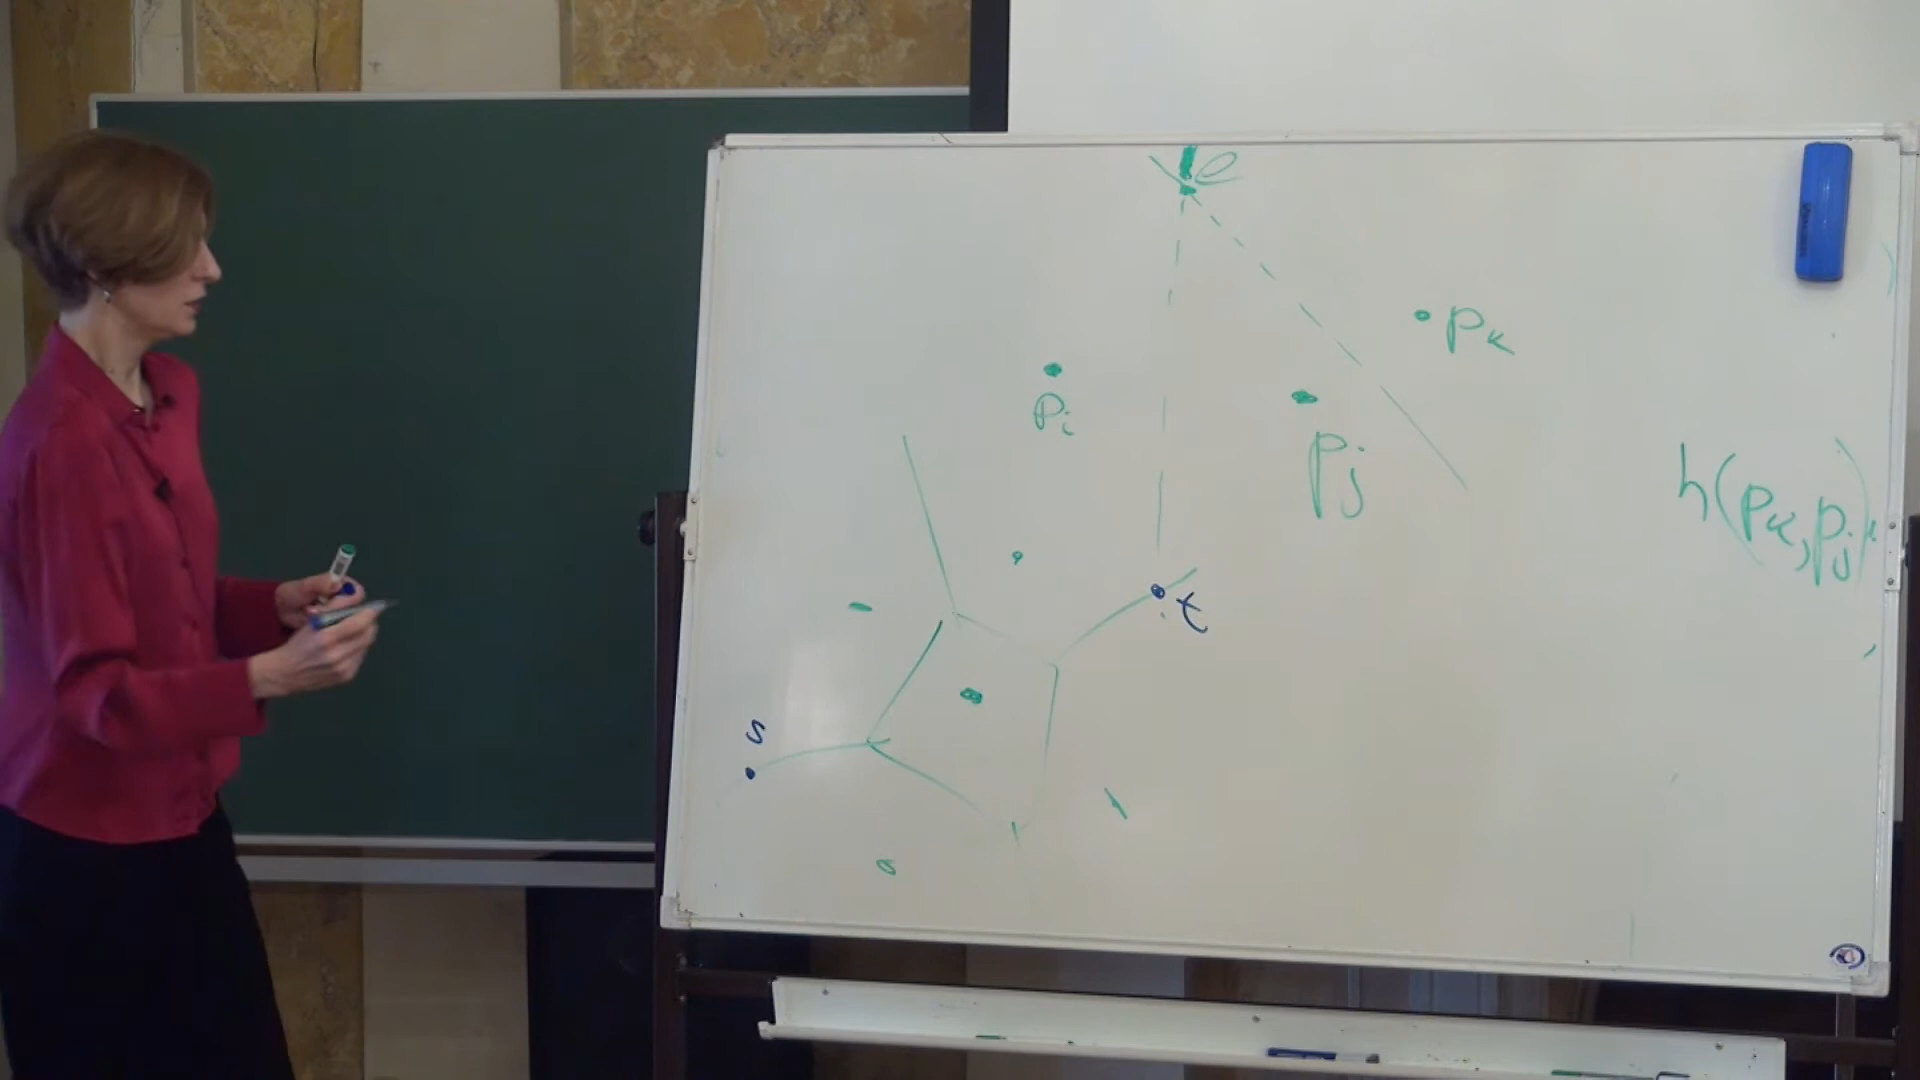 e
p_k
p_i
p_j
h(p_k, p_j)
t
s